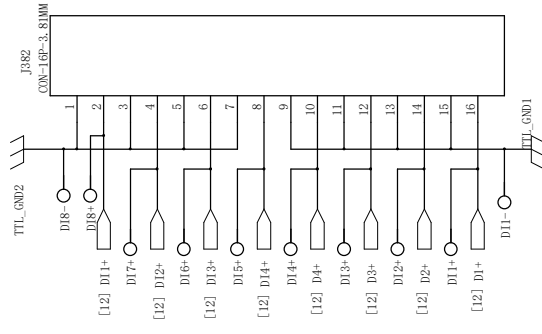 J382
CON-16P-3.81MM
1
2
3
4
5
6
7
8
9
10
11
12
13
14
15
16
TTL_GND2
TTL_GND1
DI8-
DI8+
[12] DI1+
DI7+
[12] DI2+
DI6+
[12] DI3+
DI5+
[12] DI4+
DI4+
[12] D4+
DI3+
[12] D3+
DI2+
[12] D2+
DI1+
[12] D1+
DI1-